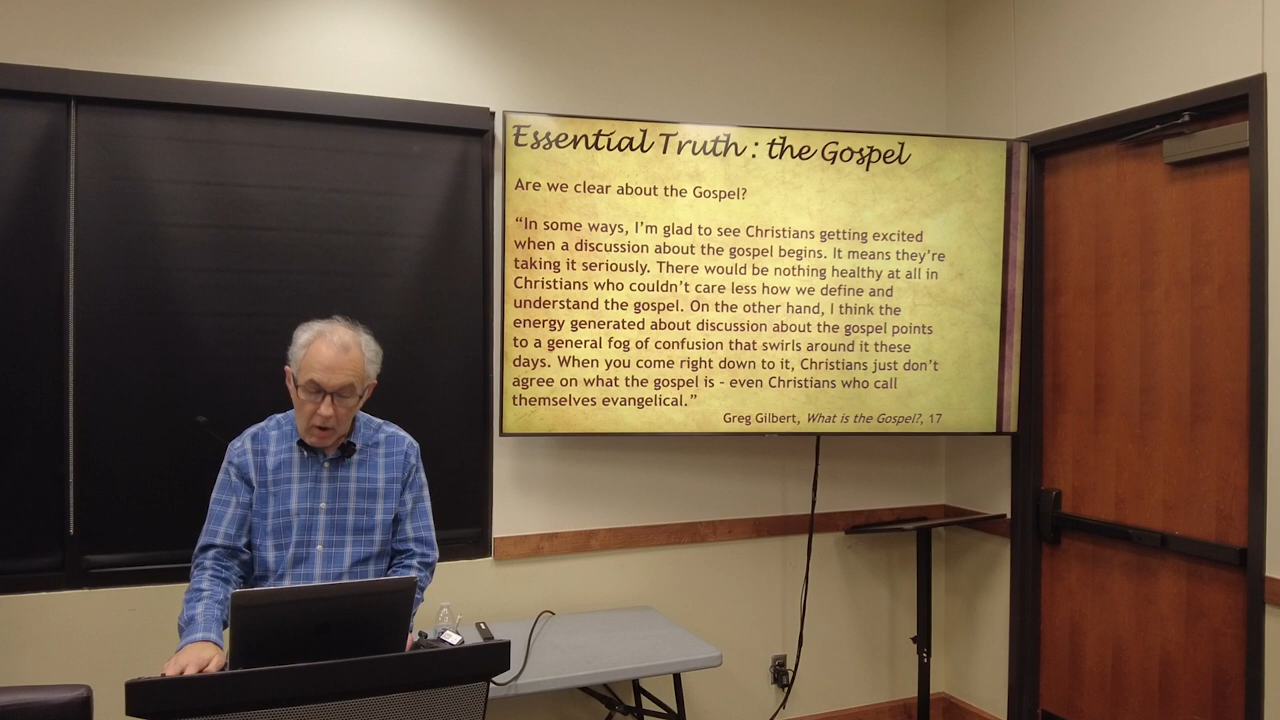 Essential Truth : the Gospel
Are we clear about the Gospel?
“In some ways, I’m glad to see Christians getting excited
when a discussion about the gospel begins. It means they’re
taking it seriously. There would be nothing healthy at all in
Christians who couldn’t care less how we define and
understand the gospel. On the other hand, I think the
energy generated about discussion about the gospel points
to a general fog of confusion that swirls around it these
days. When you come right down to it, Christians just don’t
agree on what the gospel is – even Christians who call
themselves evangelical.”
Greg Gilbert, What is the Gospel?, 17